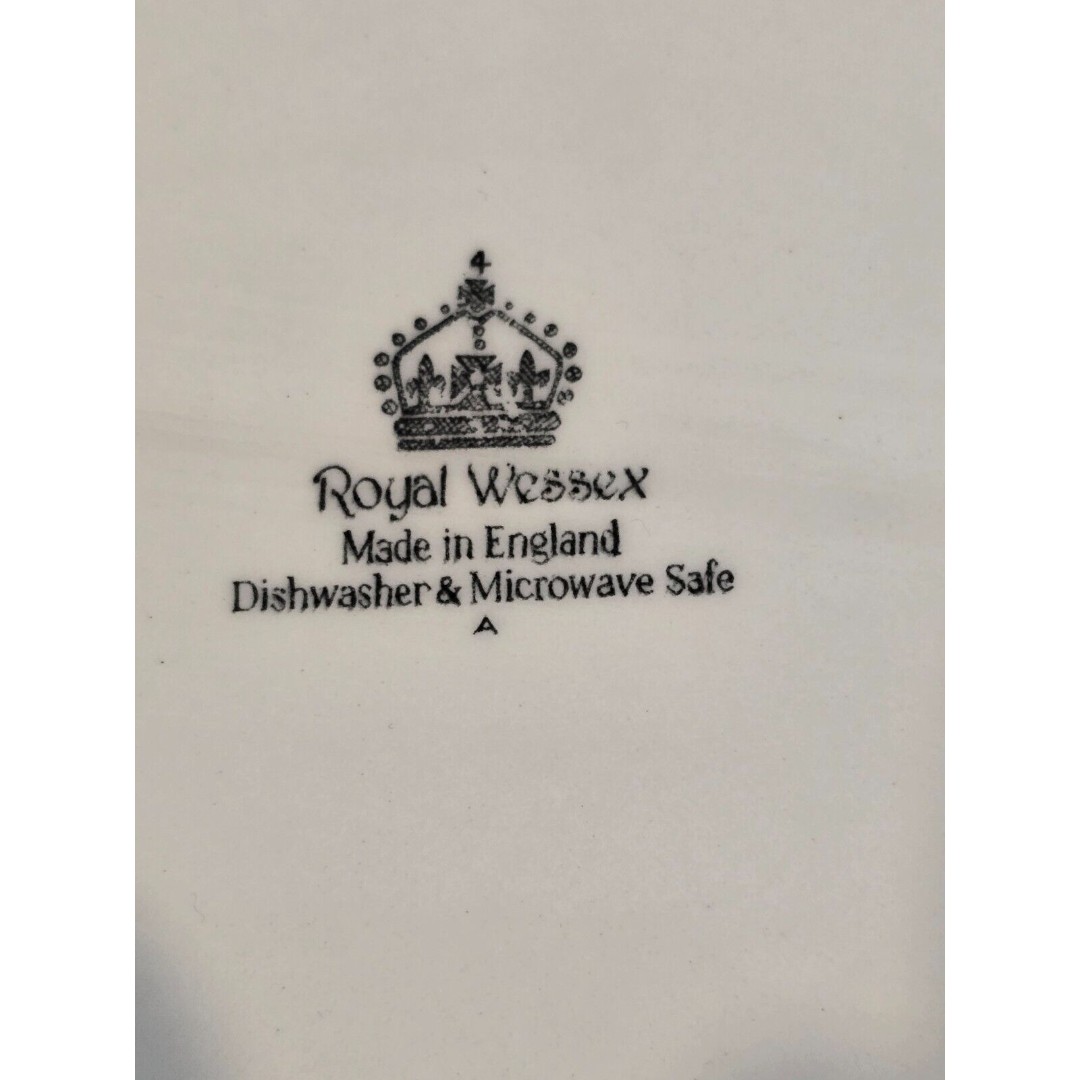 4
Royal Wessex
Made in England
Dishwasher & Microwave Safe
A